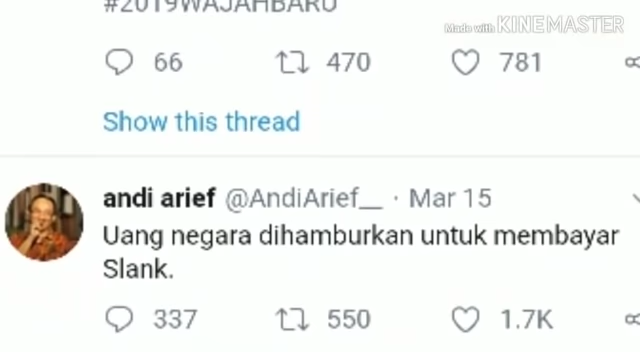 #2019WAJAHBARU
Made with KINEMASTER
66 470 781
Show this thread
andi arief @AndiArief__ · Mar 15
Uang negara dihamburkan untuk membayar
Slank.
337 550 1.7K